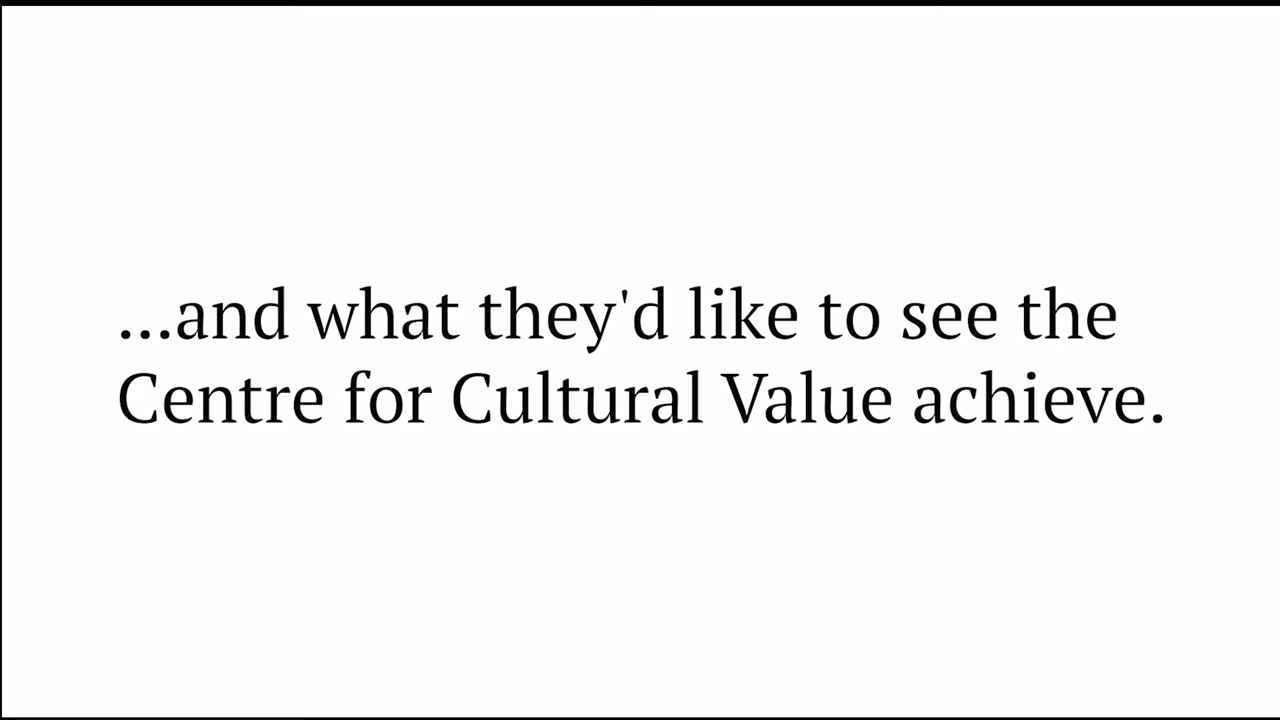 ...and what they'd like to see the
Centre for Cultural Value achieve.